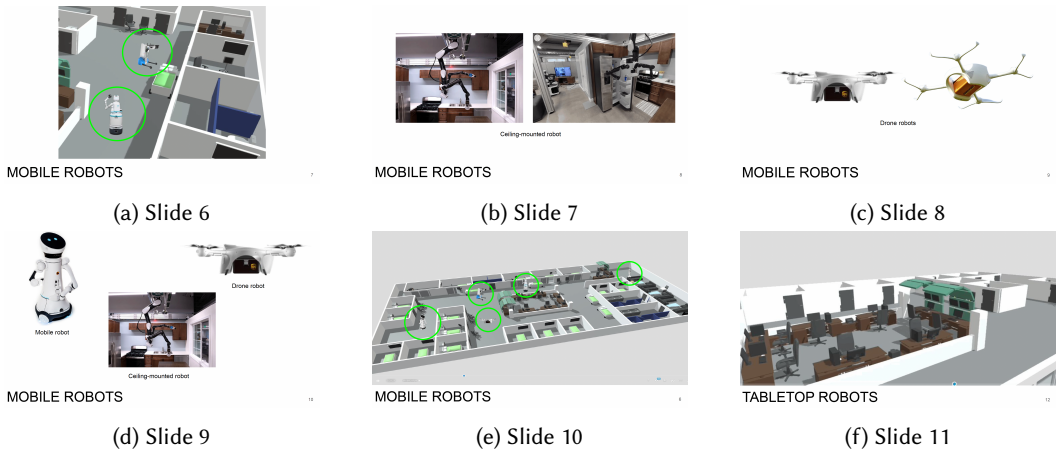 MOBILE ROBOTS
7
(a) Slide 6
Ceiling-mounted robot
MOBILE ROBOTS
(b) Slide 7
Drone robots
MOBILE ROBOTS
9
(c) Slide 8
Mobile robot
Drone robot
Ceiling-mounted robot
MOBILE ROBOTS
10
(d) Slide 9
MOBILE ROBOTS
(e) Slide 10
TABLETOP ROBOTS
12
(f) Slide 11